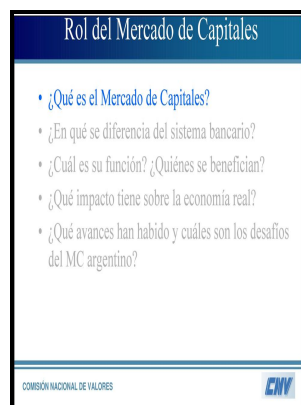 Rol del Mercado de Capitales
• ¿Qué es el Mercado de Capitales?
• ¿En qué se diferencia del sistema bancario?
• ¿Cuál es su función? ¿Quiénes se benefician?
• ¿Qué impacto tiene sobre la economía real?
• ¿Qué avances han habido y cuáles son los desafíos
del MC argentino?
COMISIÓN NACIONAL DE VALORES
CNV